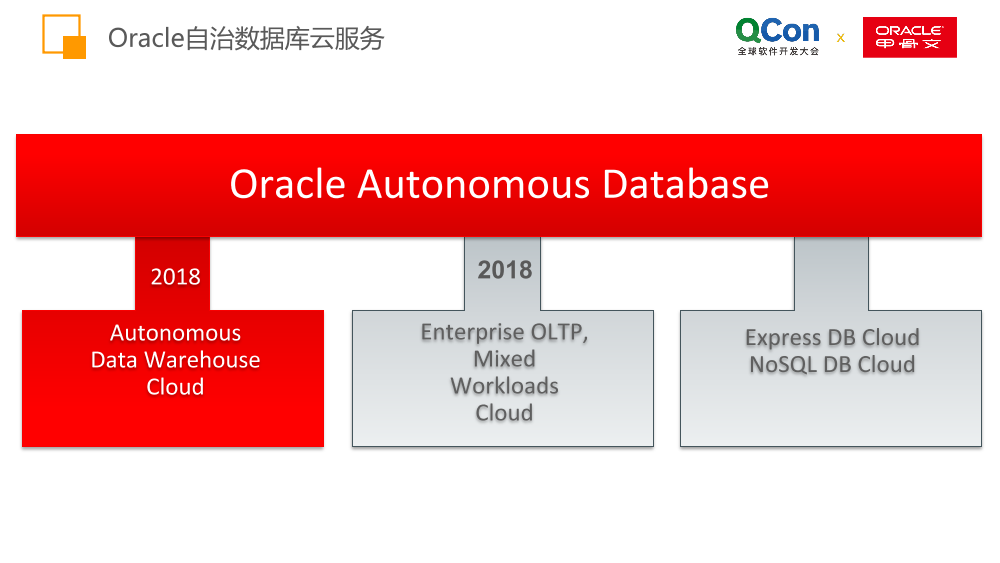 Oracle自治数据库云服务
QCon
全球软件开发大会
x
ORACLE
甲骨文
Oracle Autonomous Database
2018
2018
Autonomous
Data Warehouse
Cloud
Enterprise OLTP,
Mixed
Workloads
Cloud
Express DB Cloud
NoSQL DB Cloud